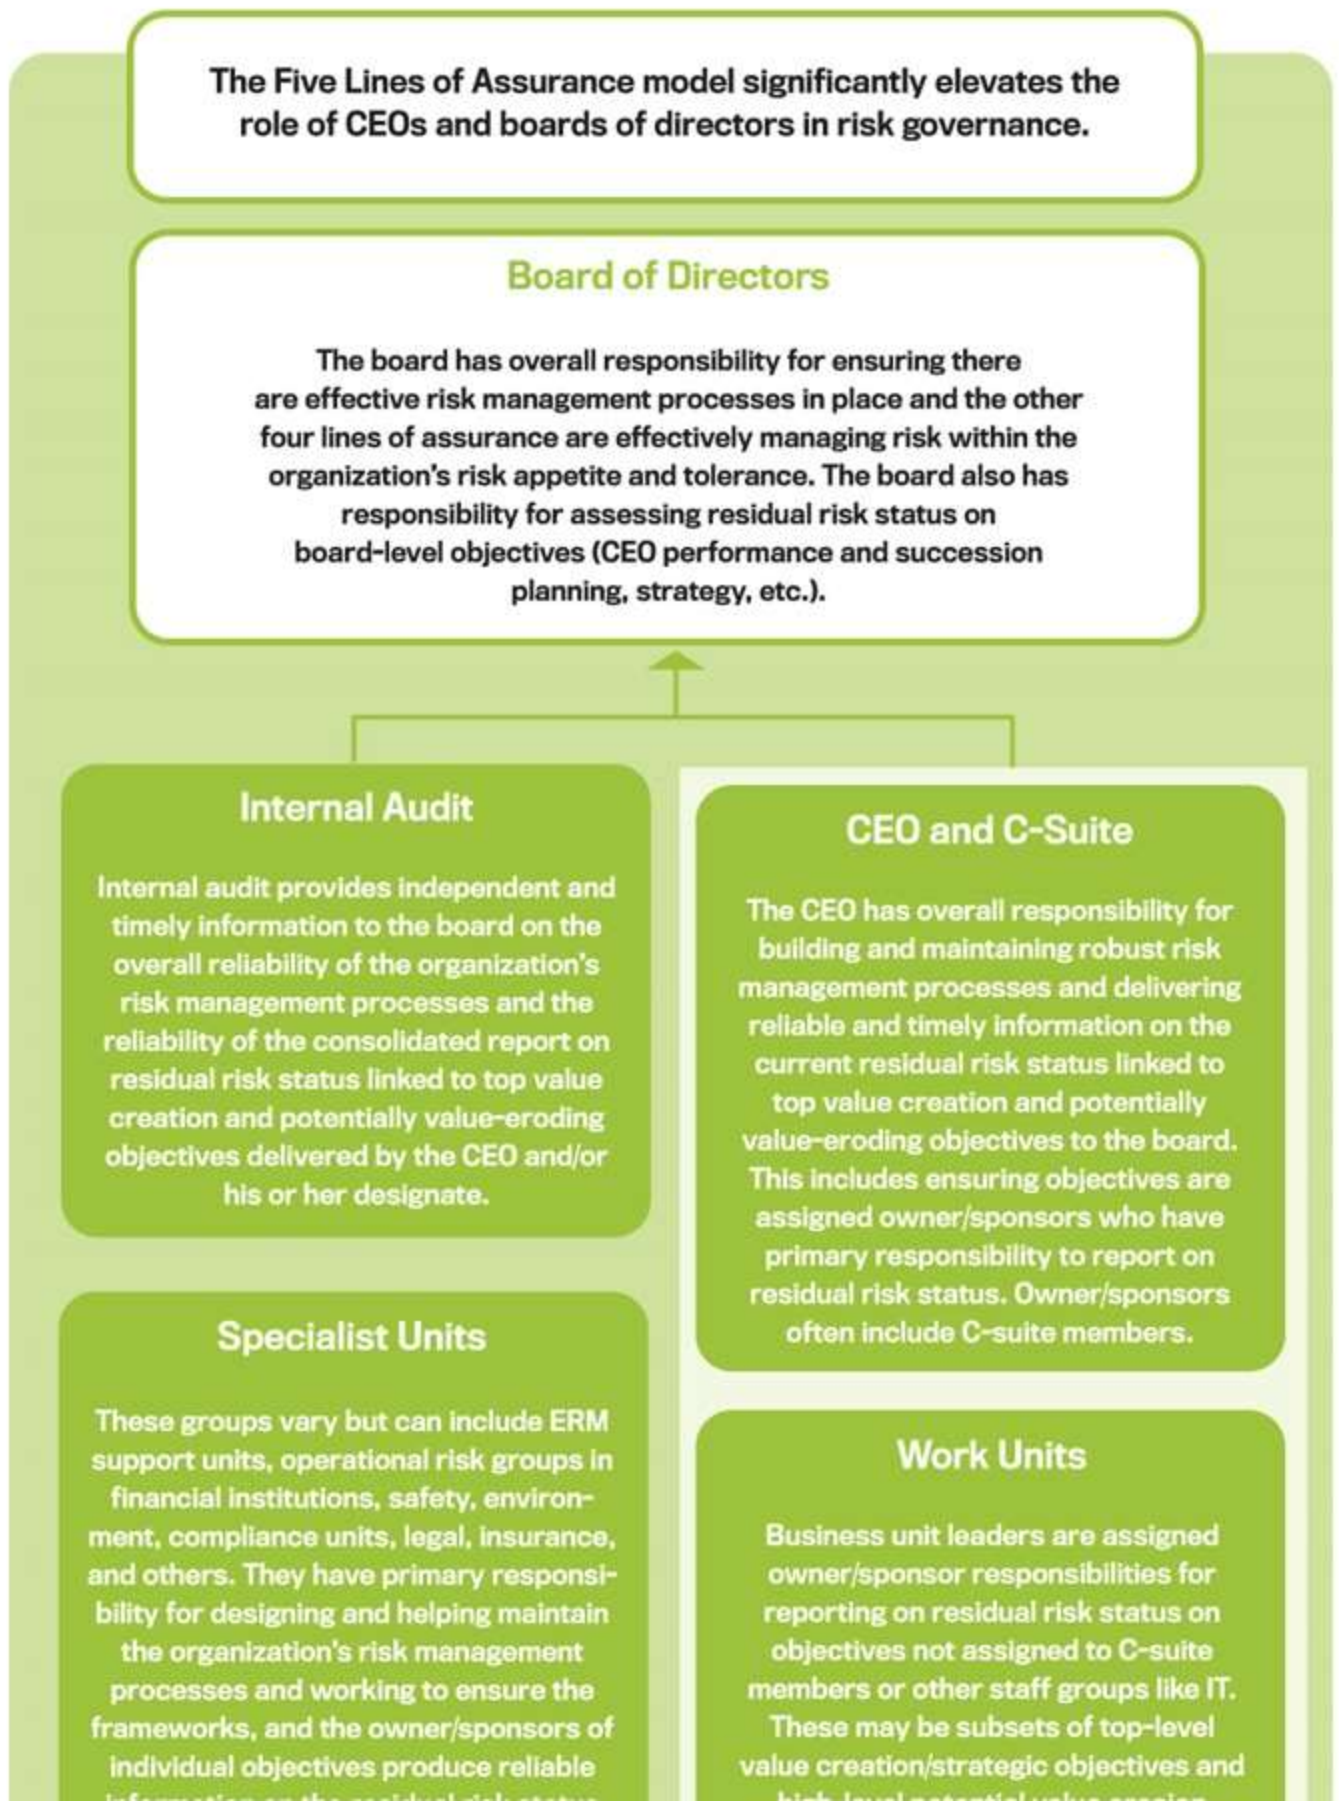 The Five Lines of Assurance model significantly elevates the
role of CEOs and boards of directors in risk governance.
Board of Directors
The board has overall responsibility for ensuring there
are effective risk management processes in place and the other
four lines of assurance are effectively managing risk within the
organization's risk appetite and tolerance. The board also has
responsibility for assessing residual risk status on
board-level objectives (CEO performance and succession
planning, strategy, etc.).
Internal Audit
Internal audit provides independent and
timely information to the board on the
overall reliability of the organization's
risk management processes and the
reliability of the consolidated report on
residual risk status linked to top value
creation and potentially value-eroding
objectives delivered by the CEO and/or
his or her designate.
CEO and C-Suite
The CEO has overall responsibility for
building and maintaining robust risk
management processes and delivering
reliable and timely information on the
current residual risk status linked to
top value creation and potentially
value-eroding objectives to the board.
This includes ensuring objectives are
assigned owner/sponsors who have
primary responsibility to report on
residual risk status. Owner/sponsors
often include C-suite members.
Specialist Units
These groups vary but can include ERM
support units, operational risk groups in
financial institutions, safety, environ-
ment, compliance units, legal, insurance,
and others. They have primary responsi-
bility for designing and helping maintain
the organization's risk management
processes and working to ensure the
frameworks, and the owner/sponsors of
individual objectives produce reliable
information on the residual risk status
Work Units
Business unit leaders are assigned
owner/sponsor responsibilities for
reporting on residual risk status on
objectives not assigned to C-suite
members or other staff groups like IT.
These may be subsets of top-level
value creation/strategic objectives and
high-level potential value erosion